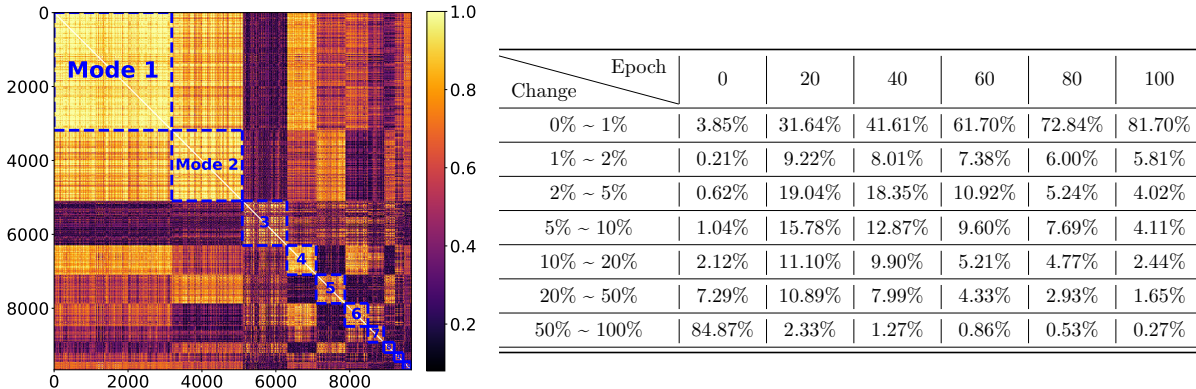 0
2000
4000
6000
8000
0 2000 4000 6000 8000
Mode 1
Mode 2
3
4
5
6
7
1.0
0.8
0.6
0.4
0.2
Epoch
Change 0 20 40 60 80 100
0% ~ 1% 3.85% 31.64% 41.61% 61.70% 72.84% 81.70%
1% ~ 2% 0.21% 9.22% 8.01% 7.38% 6.00% 5.81%
2% ~ 5% 0.62% 19.04% 18.35% 10.92% 5.24% 4.02%
5% ~ 10% 1.04% 15.78% 12.87% 9.60% 7.69% 4.11%
10% ~ 20% 2.12% 11.10% 9.90% 5.21% 4.77% 2.44%
20% ~ 50% 7.29% 10.89% 7.99% 4.33% 2.93% 1.65%
50% ~ 100% 84.87% 2.33% 1.27% 0.86% 0.53% 0.27%